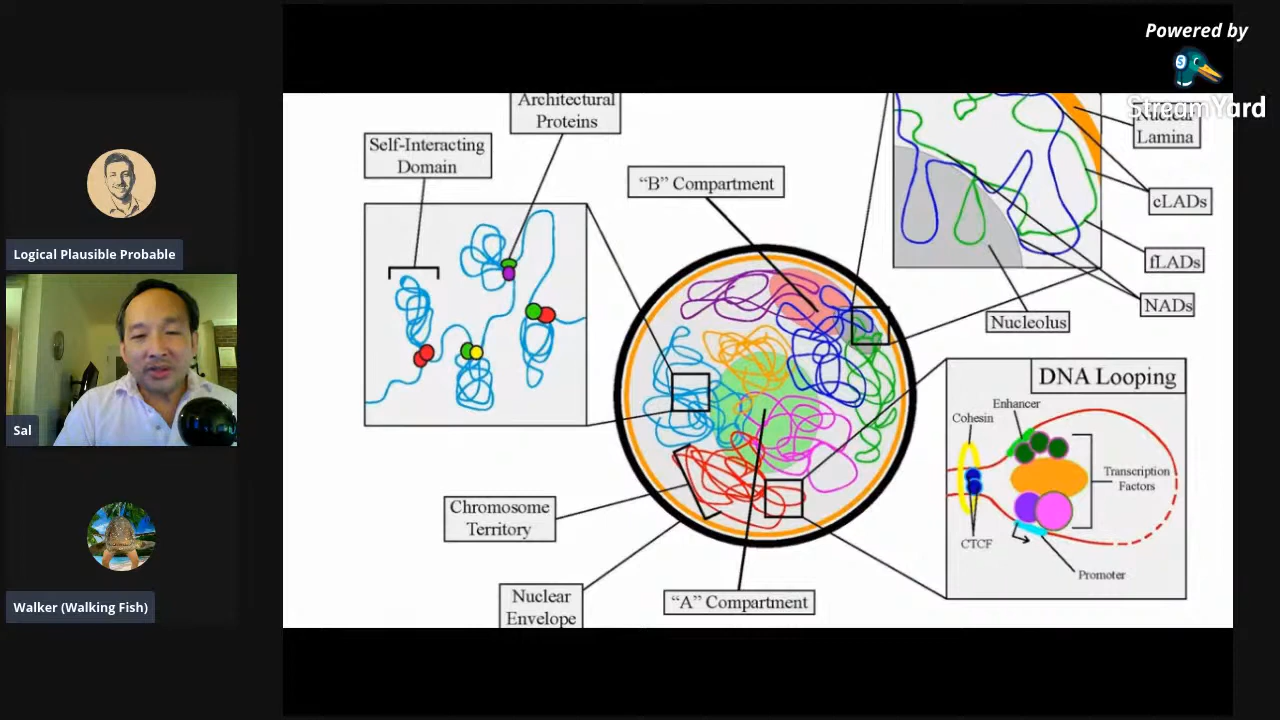 Powered by
StreamYard
Logical Plausible Probable
Sal
Walker (Walking Fish)
Architectural
Proteins
Self-Interacting
Domain
"B" Compartment
Nuclear
Lamina
cLADs
fLADs
NADs
Nucleolus
DNA Looping
Enhancer
Cohesin
Transcription
Factors
CTCF
Promoter
Chromosome
Territory
Nuclear
Envelope
"A" Compartment